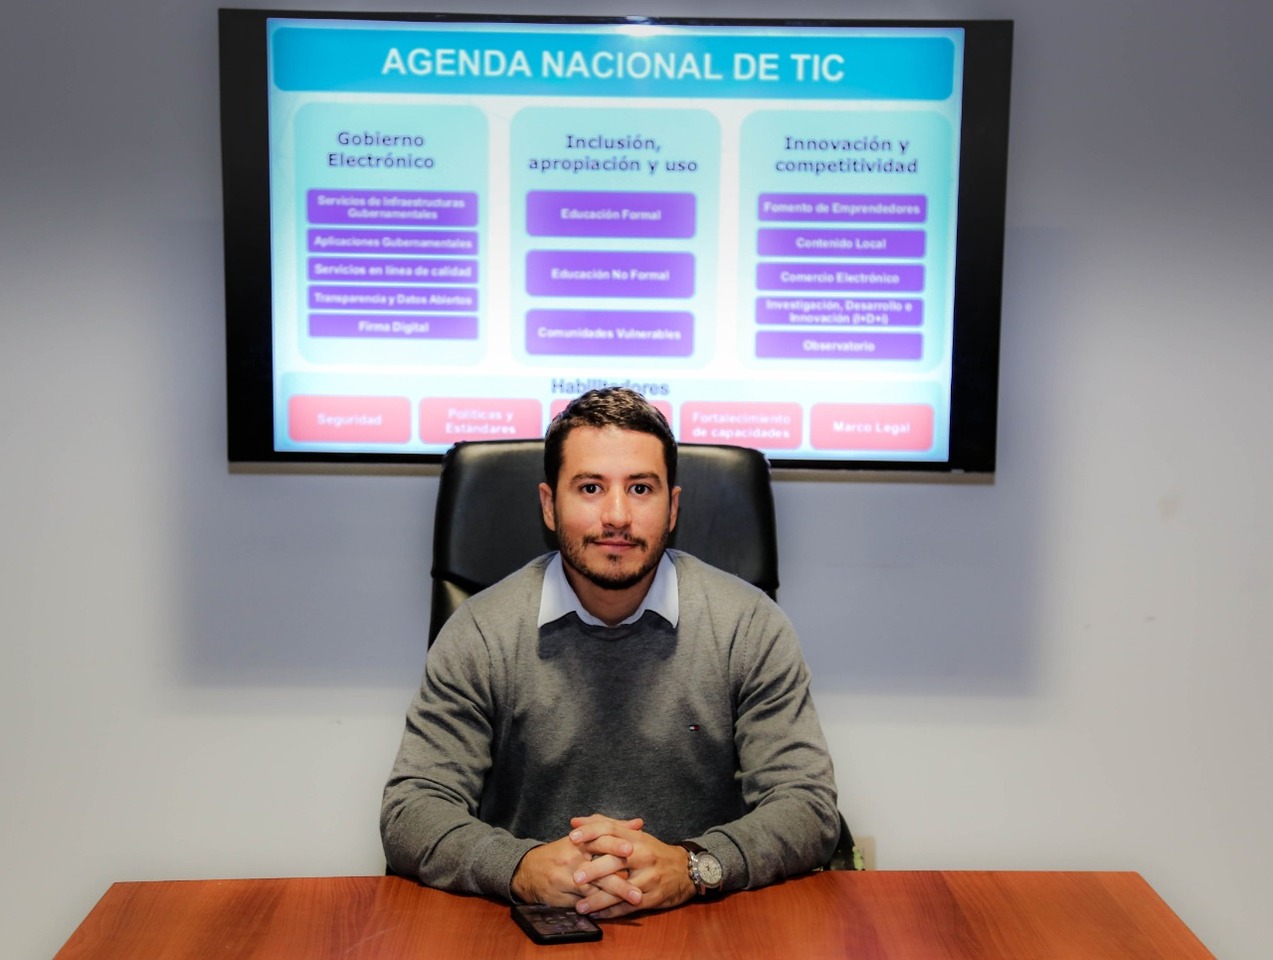 AGENDA NACIONAL DE TIC
Gobierno
Electrónico
Servicios de Infraestructuras
Gubernamentales
Aplicaciones Gubernamentales
Servicios en línea de calidad
Transparencia y Datos Abiertos
Firma Digital
Inclusión,
apropiación y uso
Educación Formal
Educación No Formal
Comunidades Vulnerables
Innovación y
competitividad
Fomento de Emprendedores
Contenido Local
Comercio Electrónico
Investigación, Desarrollo e
Innovación (I+D+i)
Observatorio
Habilitadores
Seguridad
Políticas y
Estándares
Fortalecimiento
de capacidades
Marco Legal